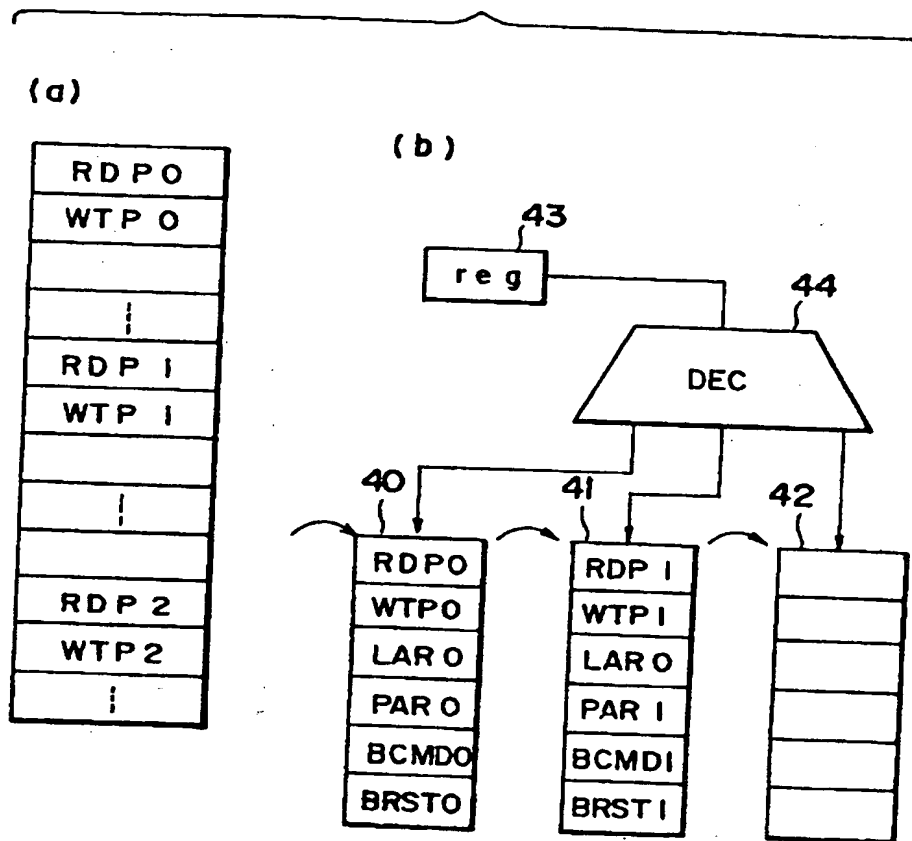 (a)
RDP0
WTP0
RDP1
WTP1
RDP2
WTP2
(b)
43
reg
44
DEC
40
RDP0
WTP0
LAR0
PAR0
BCMD0
BRST0
41
RDP1
WTP1
LAR0
PAR1
BCMD1
BRST1
42